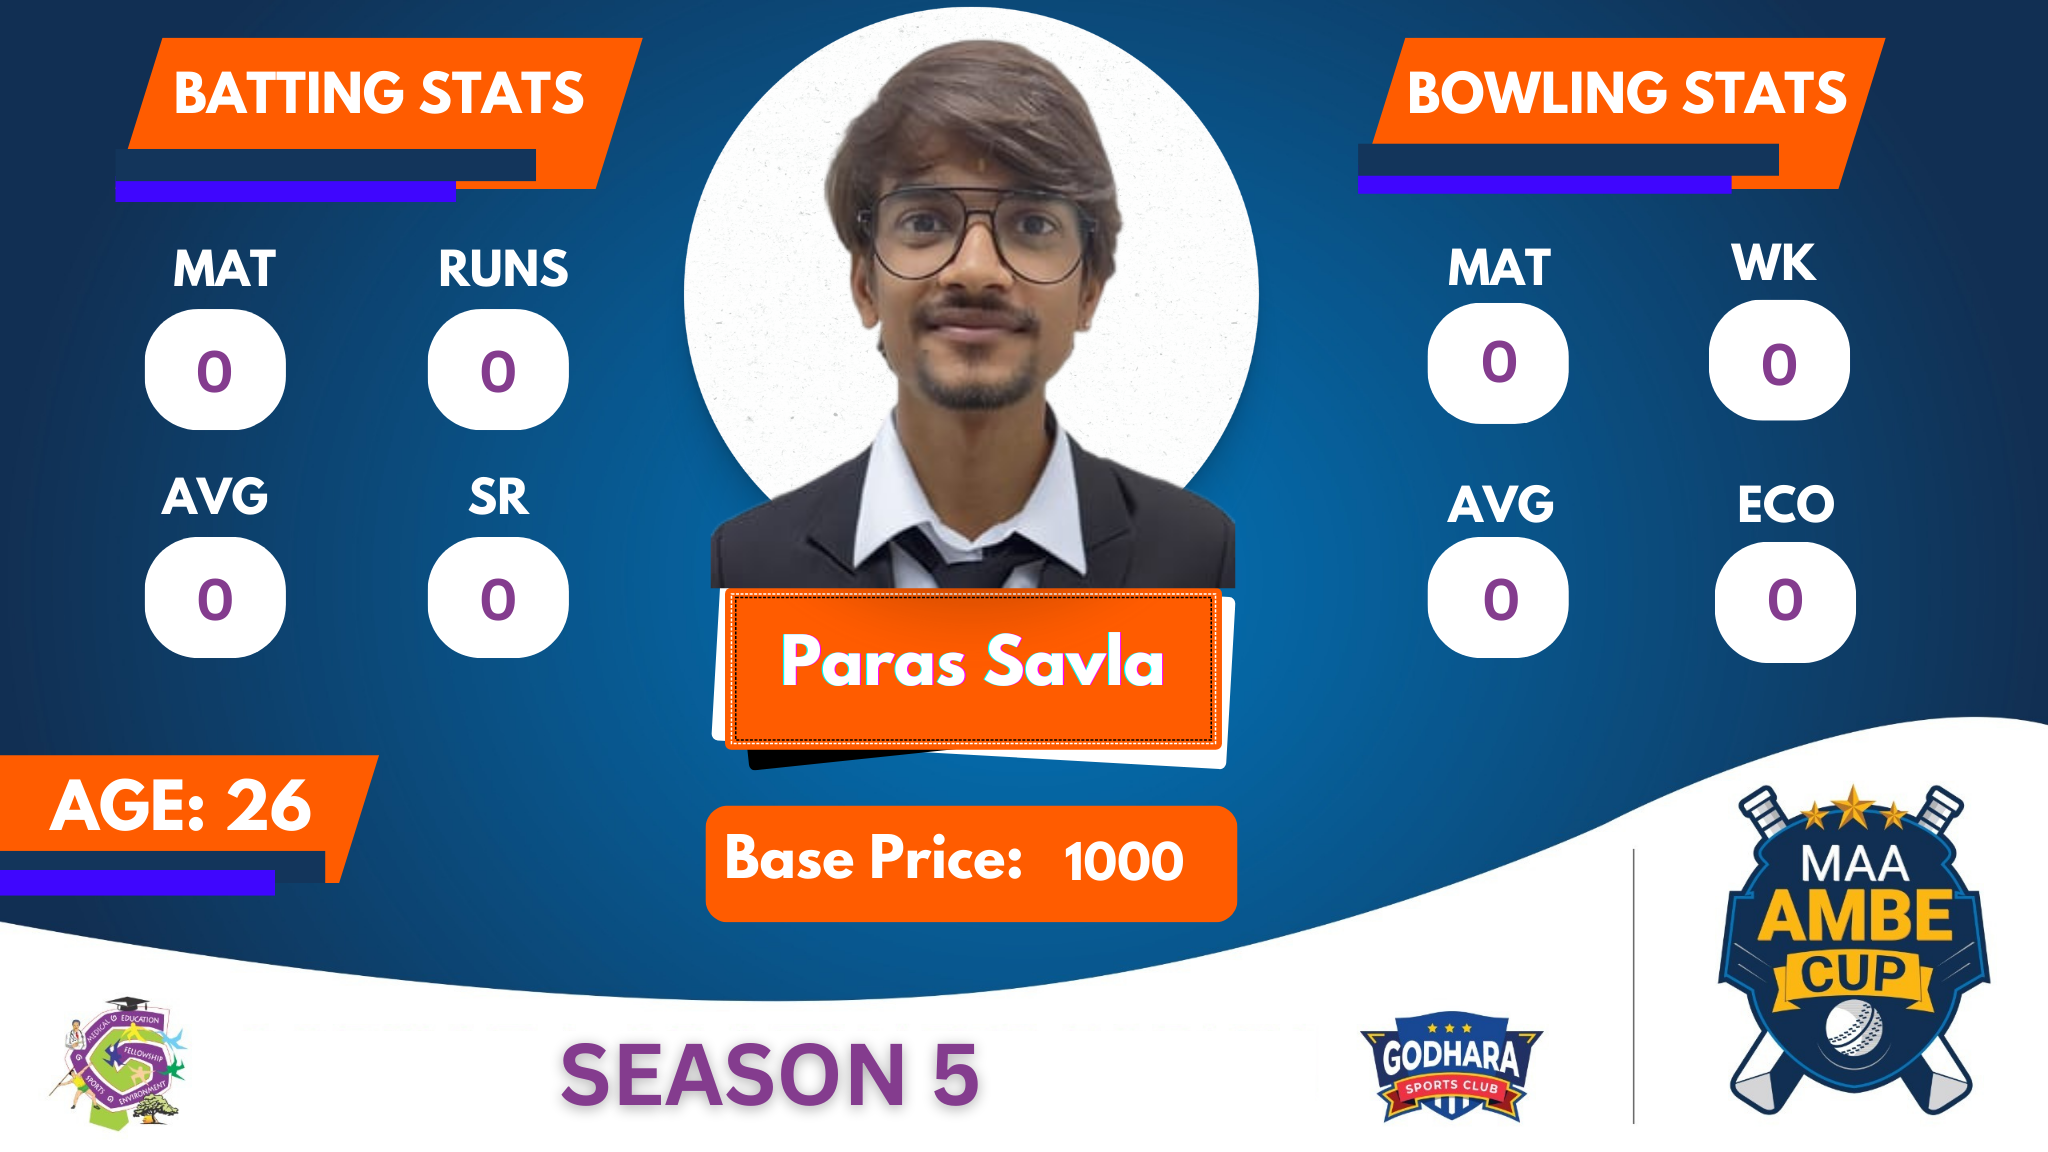 BATTING STATS
MAT
RUNS
0
0
AVG
SR
0
0
BOWLING STATS
MAT
WK
0
0
AVG
ECO
0
0
Paras Savla
AGE: 26
Base Price: 1000
SEASON 5
MEDICAL G EDUCATION
FELLOWSHIP
G SPORTS G ENVIRONMENT
GODHARA
SPORTS CLUB
MAA
AMBE
CUP